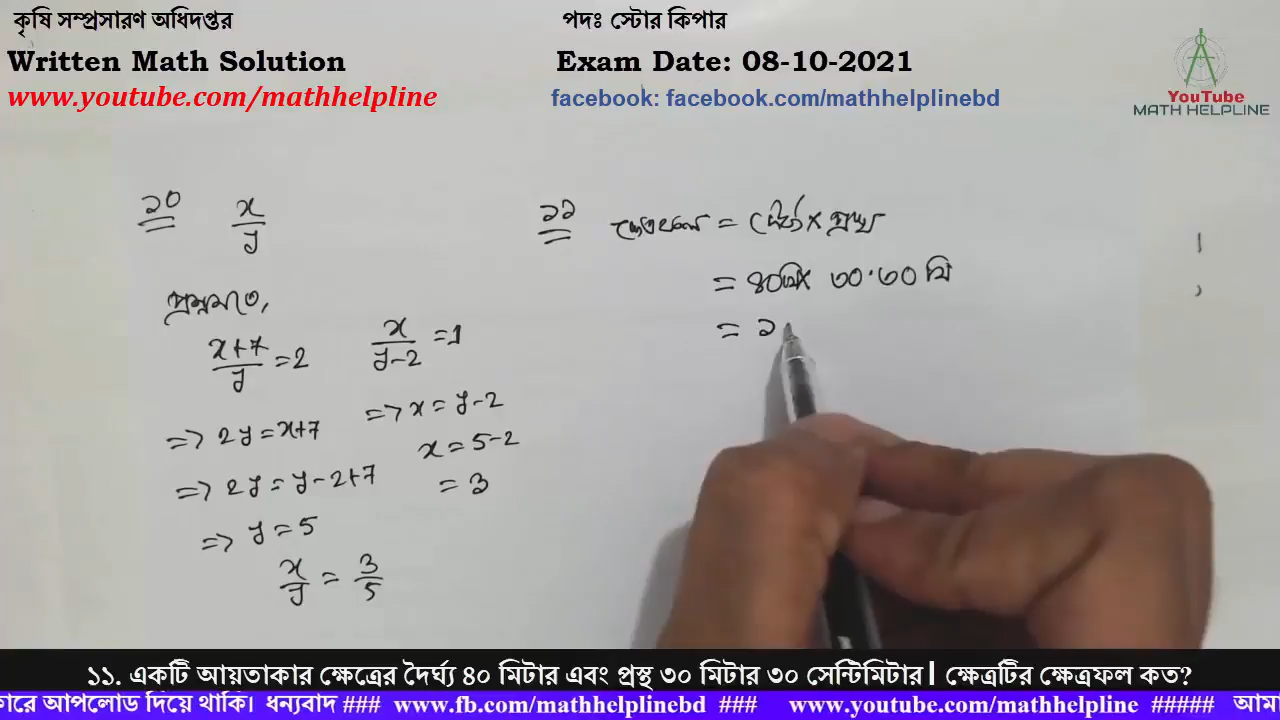 কৃষি সম্প্রসারণ অধিদপ্তর
পদঃ স্টোর কিপার
Written Math Solution
Exam Date: 08-10-2021
www.youtube.com/mathhelpline
facebook: facebook.com/mathhelplinebd
YouTube
MATH HELPLINE
১০ x/y
প্রশ্নমতে,
(x+7)/y = 2
x/(y-2) = 1
=> 2y = x+7
=> x = y-2
=> 2y = y-2+7
x = 5-2
=> y = 5
= 3
x/y = 3/5
১১ ক্ষেত্রফল = দৈর্ঘ্য × প্রস্থ
= ৪০মি × ৩০.৩০ মি
= ১
১১. একটি আয়তাকার ক্ষেত্রের দৈর্ঘ্য ৪০ মিটার এবং প্রস্থ ৩০ মিটার ৩০ সেন্টিমিটার| ক্ষেত্রটির ক্ষেত্রফল কত?
কারে আপলোড দিয়ে থাকি। ধন্যবাদ ### www.fb.com/mathhelplinebd ### www.youtube.com/mathhelpline ##### আমা